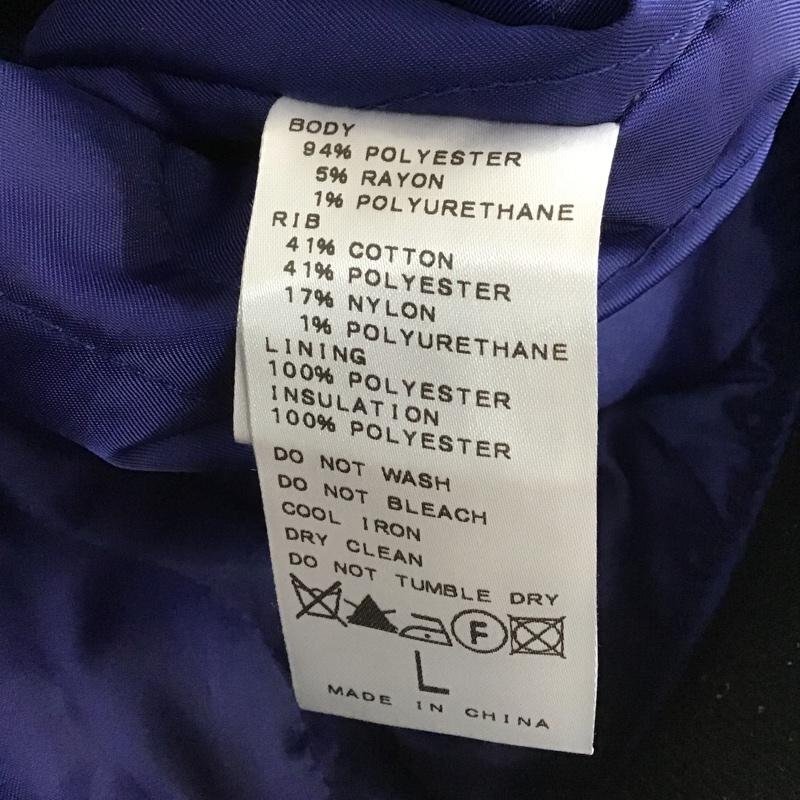 BODY
94% POLYESTER
5% RAYON
1% POLYURETHANE
RIB
41% COTTON
41% POLYESTER
17% NYLON
1% POLYURETHANE
LINING
100% POLYESTER
INSULATION
100% POLYESTER
DO NOT WASH
DO NOT BLEACH
COOL IRON
DRY CLEAN
DO NOT TUMBLE DRY
F
L
MADE IN CHINA